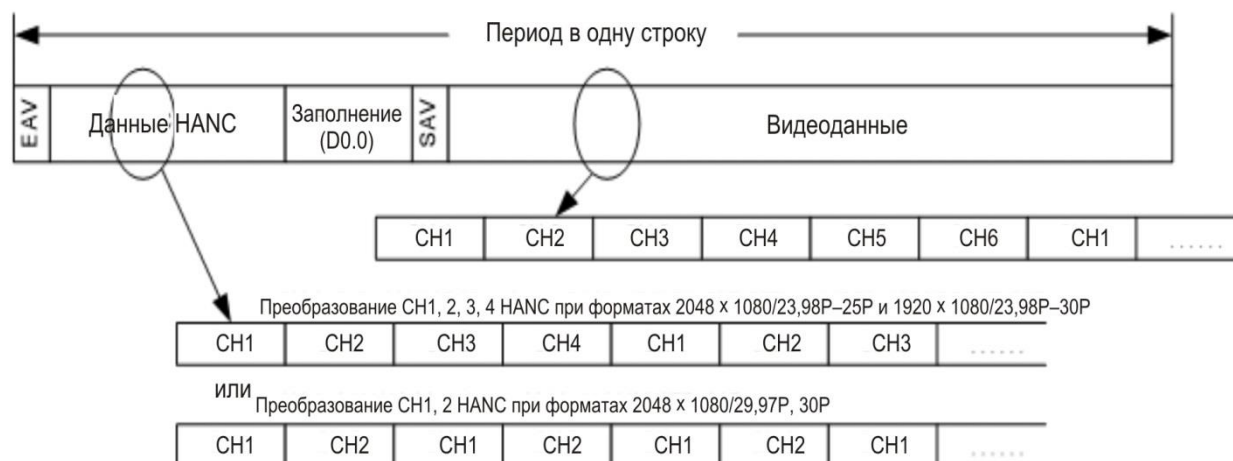 Период в одну строку
EAV Данные HANC Заполнение (D0.0) SAV Видеоданные
CH1 CH2 CH3 CH4 CH5 CH6 CH1 ......
Преобразование CH1, 2, 3, 4 HANC при форматах 2048 x 1080/23,98P–25P и 1920 x 1080/23,98P–30P
CH1 CH2 CH3 CH4 CH1 CH2 CH3 ......
или
Преобразование CH1, 2 HANC при форматах 2048 x 1080/29,97P, 30P
CH1 CH2 CH1 CH2 CH1 CH2 CH1 ......